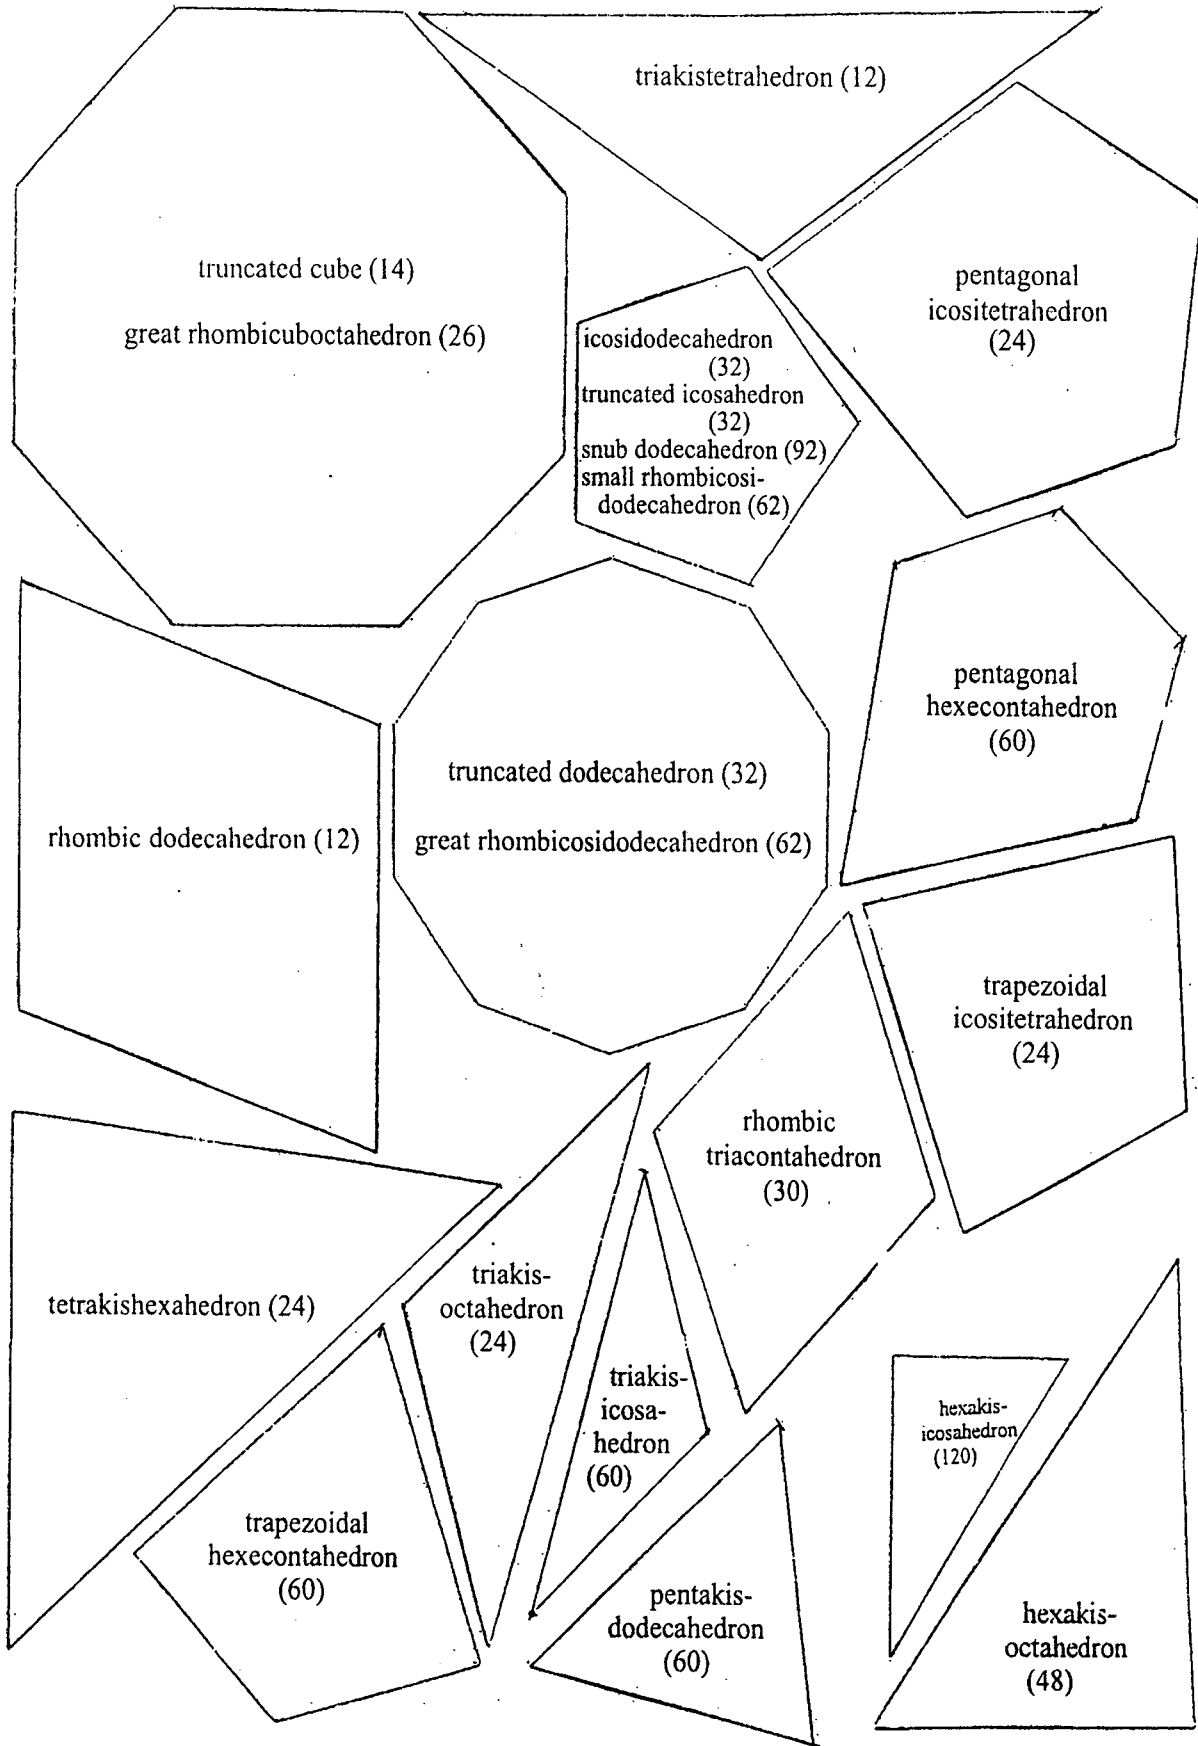 triakistetrahedron (12)
truncated cube (14)
great rhombicuboctahedron (26)
pentagonal
icositetrahedron
(24)
icosidodecahedron
(32)
truncated icosahedron
(32)
snub dodecahedron (92)
small rhombicosi-
dodecahedron (62)
pentagonal
hexecontahedron
(60)
rhombic dodecahedron (12)
truncated dodecahedron (32)
great rhombicosidodecahedron (62)
trapezoidal
icositetrahedron
(24)
rhombic
triacontahedron
(30)
tetrakishexahedron (24)
triakis-
octahedron
(24)
triakis-
icosa-
hedron
(60)
hexakis-
icosahedron
(120)
trapezoidal
hexecontahedron
(60)
pentakis-
dodecahedron
(60)
hexakis-
octahedron
(48)